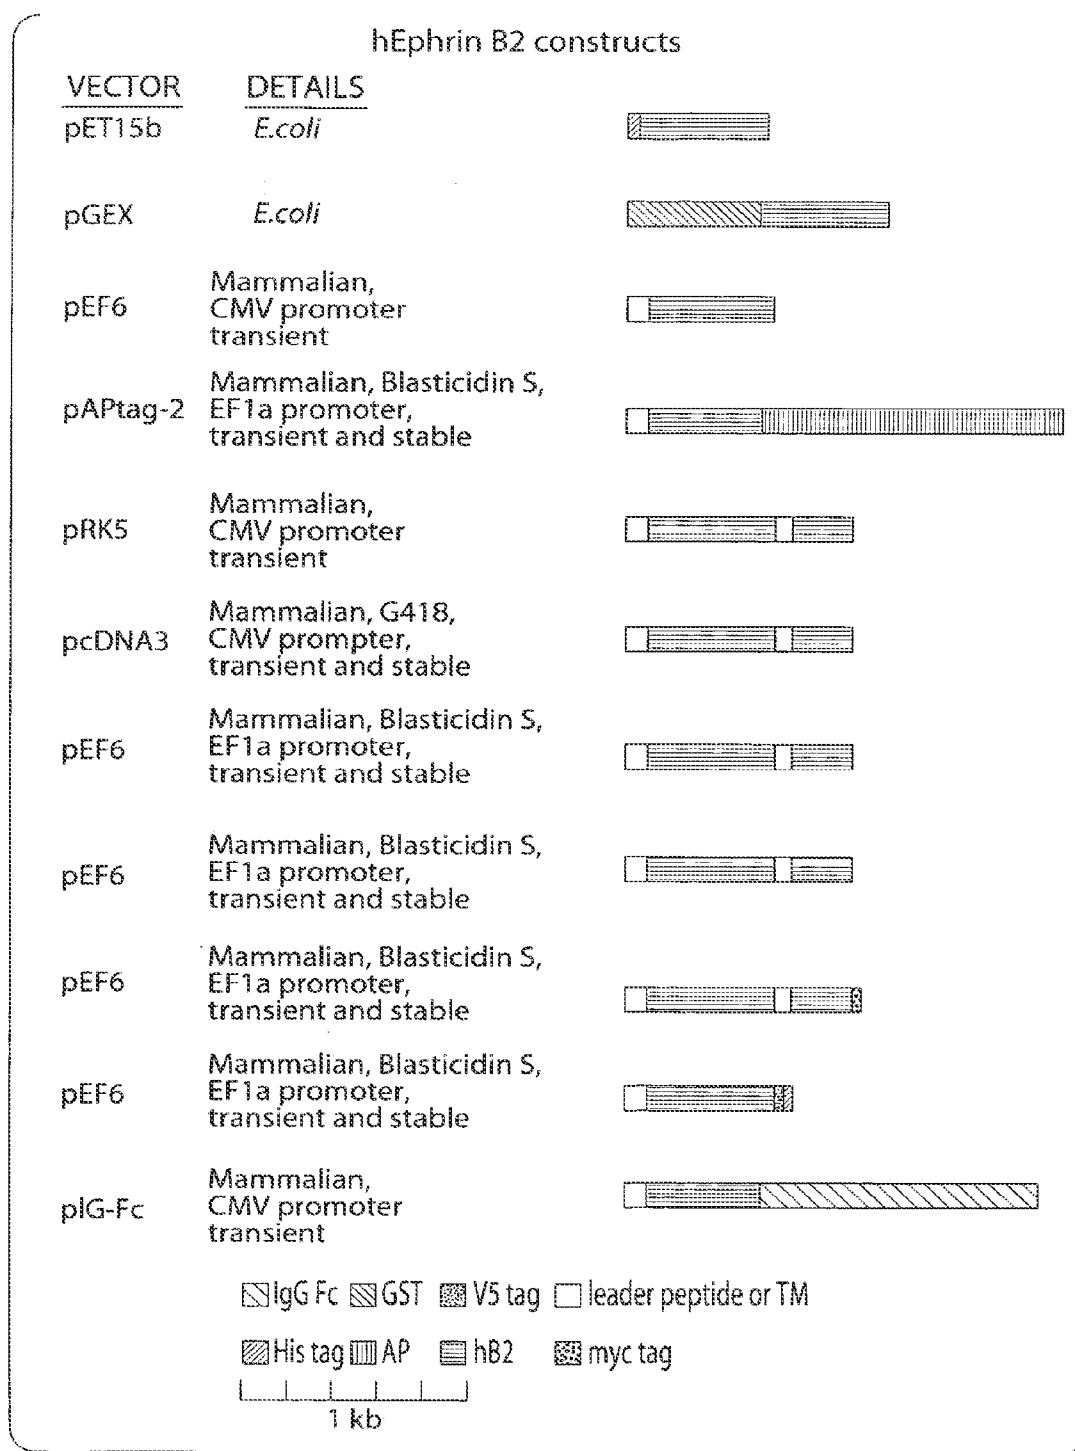 hEphrin B2 constructs
VECTOR DETAILS
pET15b E.coli
pGEX E.coli
pEF6 Mammalian,
CMV promoter
transient
pAPtag-2 Mammalian, Blasticidin S,
EF1a promoter,
transient and stable
pRK5 Mammalian,
CMV promoter
transient
pcDNA3 Mammalian, G418,
CMV prompter,
transient and stable
pEF6 Mammalian, Blasticidin S,
EF1a promoter,
transient and stable
pEF6 Mammalian, Blasticidin S,
EF1a promoter,
transient and stable
pEF6 Mammalian, Blasticidin S,
EF1a promoter,
transient and stable
pEF6 Mammalian, Blasticidin S,
EF1a promoter,
transient and stable
pIG-Fc Mammalian,
CMV promoter
transient
IgG Fc GST V5 tag leader peptide or TM
His tag AP hB2 myc tag
1 kb